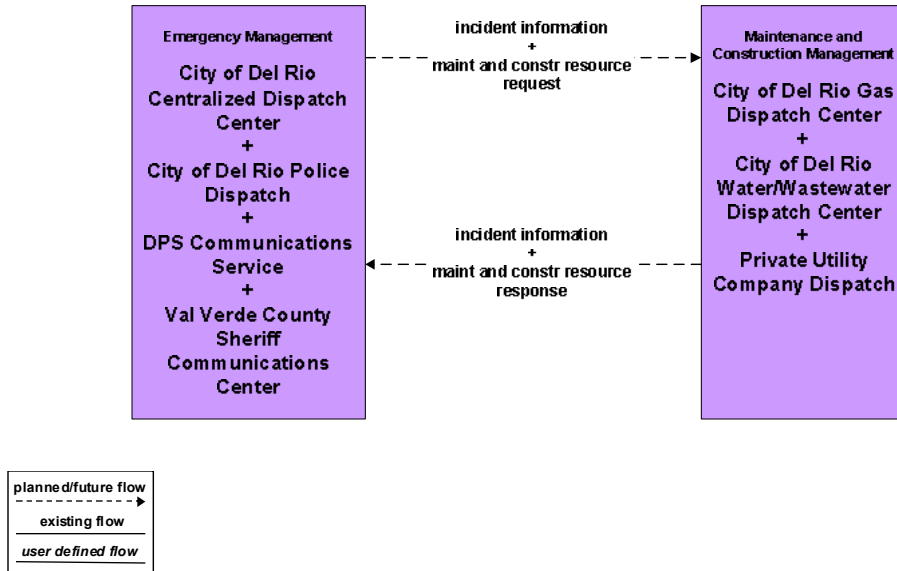 Emergency Management
City of Del Rio
Centralized Dispatch
Center
+
City of Del Rio Police
Dispatch
+
DPS Communications
Service
+
Val Verde County
Sheriff
Communications
Center
incident information
+
maint and constr resource
request
incident information
+
maint and constr resource
response
Maintenance and
Construction Management
City of Del Rio Gas
Dispatch Center
+
City of Del Rio
Water/Wastewater
Dispatch Center
+
Private Utility
Company Dispatch
planned/future flow
existing flow
user defined flow